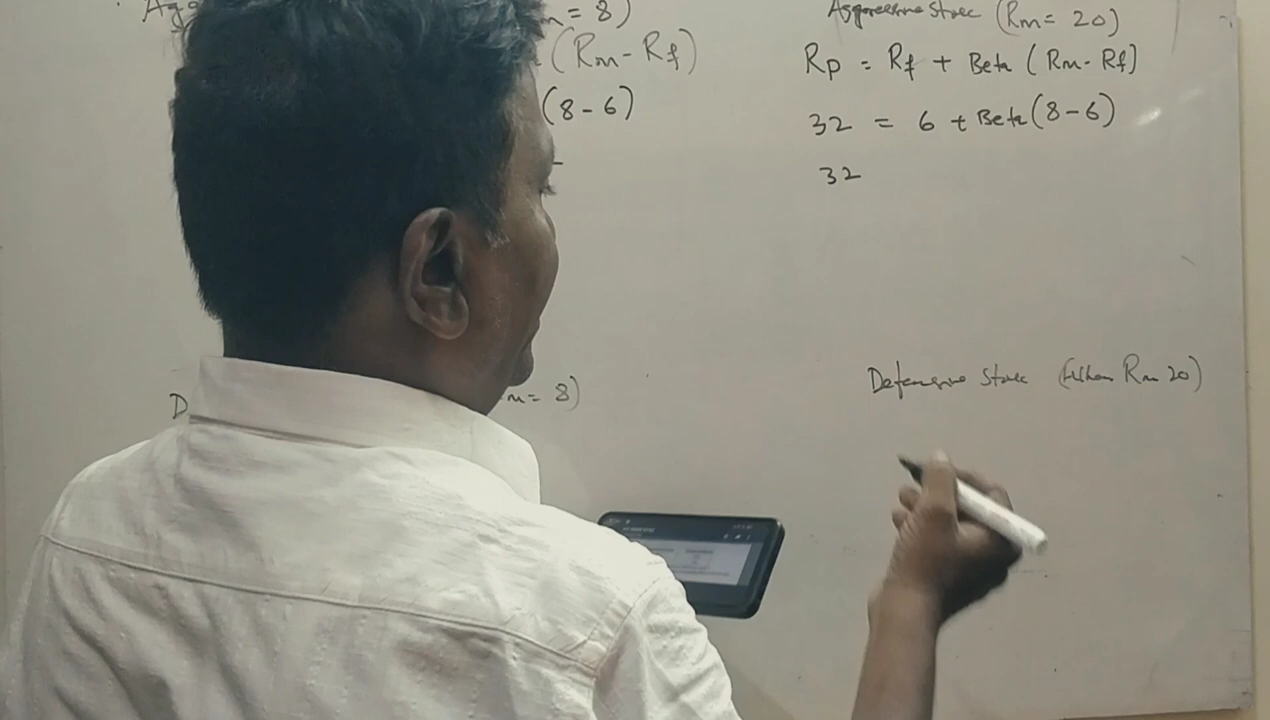 = 8)
(Rm - Rf)
(8 - 6)
Aggressive Stock (Rm = 20)
Rp = Rf + Beta (Rm - Rf)
32 = 6 + Beta (8 - 6)
32
D
m = 8)
Defensive Stock (When Rm 20)